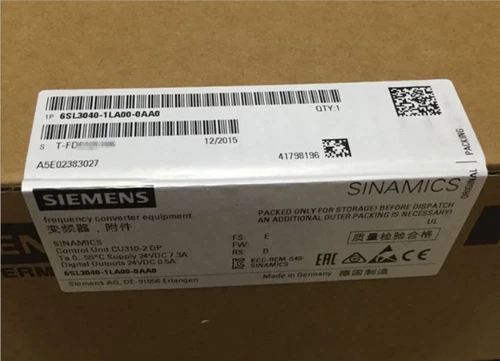 1P 6SL3040-1LA00-0AA0
QTY:1
S T-FD
12/2015
A5E02383027
41798196
ORIGINAL PACKING
SIEMENS
SINAMICS
frequency converter equipment
变频器，附件
PACKED ONLY FOR STORAGE! BEFORE DISPATCH
AN ADDITIONAL OUTER PACKING IS NECESSARY!
LIL
SINAMICS
Control Unit CU310-2 DP
Ta 0..55°C Supply 24VDC 7.3A
Digital Outputs 24VDC 0.5A
6SL3040-1LA00-0AA0
FS: E
FW:
RS: B
质量检验合格
KCC-REM-S49-
SINAMICS
EAC
CE
Siemens AG, DE-91056 Erlangen
Made in Germany 德国制造